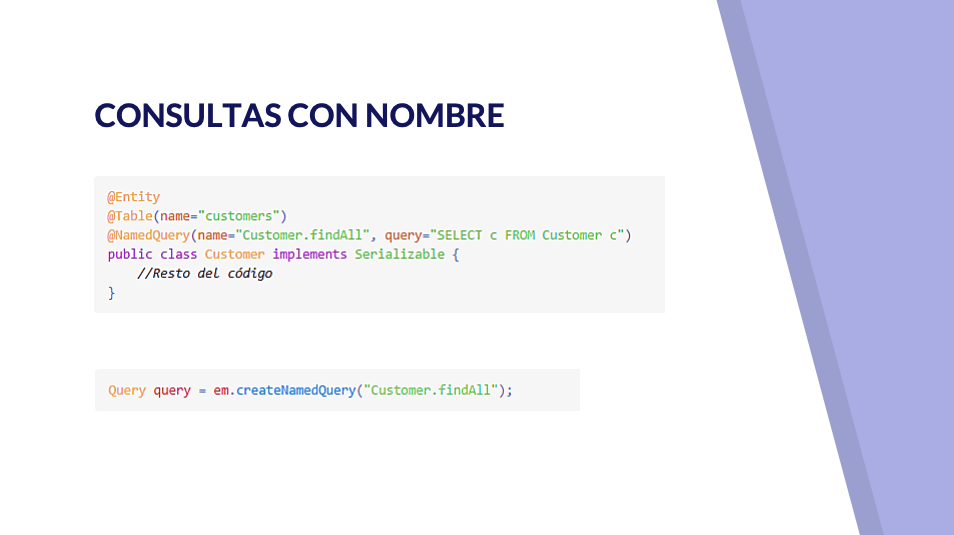 CONSULTAS CON NOMBRE
@Entity
@Table(name="customers")
@NamedQuery(name="Customer.findAll", query="SELECT c FROM Customer c")
public class Customer implements Serializable {
    //Resto del código
}
Query query = em.createNamedQuery("Customer.findAll");